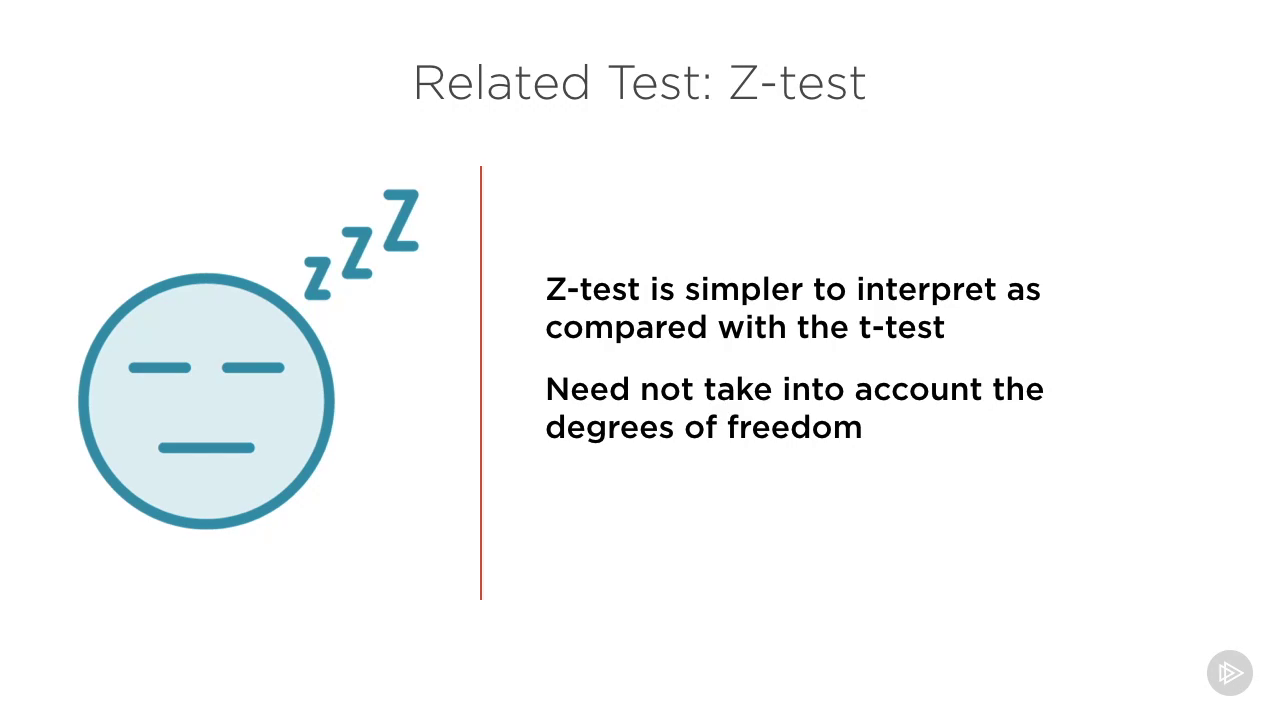 Related Test: Z-test
z z Z
Z-test is simpler to interpret as
compared with the t-test
Need not take into account the
degrees of freedom